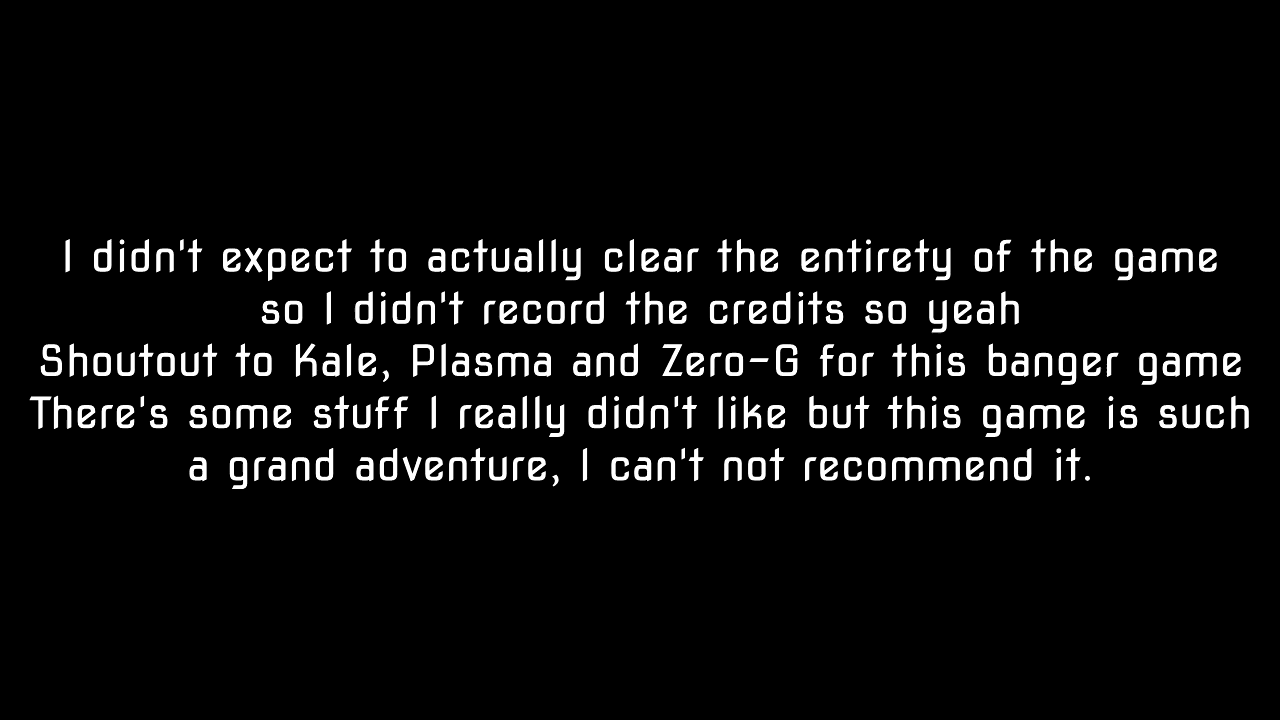 I didn't expect to actually clear the entirety of the game
so I didn't record the credits so yeah
Shoutout to Kale, Plasma and Zero-G for this banger game
There's some stuff I really didn't like but this game is such
a grand adventure, I can't not recommend it.